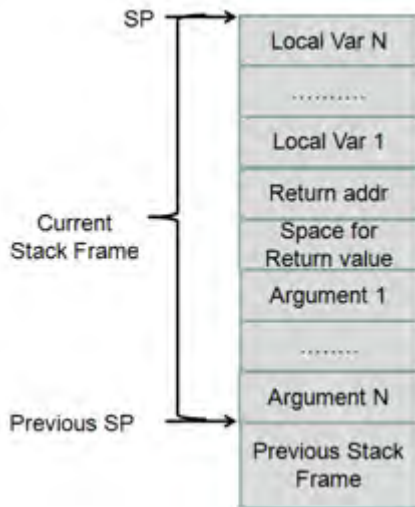 SP
Local Var N
..........
Local Var 1
Return addr
Current
Stack Frame
Space for
Return value
Argument 1
........
Argument N
Previous SP
Previous Stack
Frame